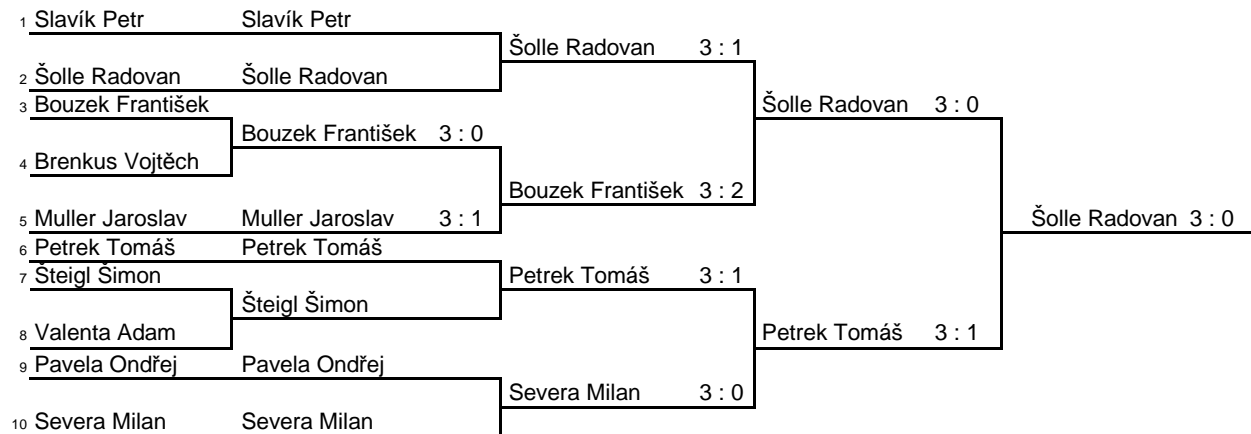 1 Slavík Petr Slavík Petr
Šolle Radovan 3 : 1
2 Šolle Radovan Šolle Radovan
3 Bouzek František Šolle Radovan 3 : 0
Bouzek František 3 : 0
4 Brenkus Vojtěch
Bouzek František 3 : 2
5 Muller Jaroslav Muller Jaroslav 3 : 1 Šolle Radovan 3 : 0
6 Petrek Tomáš Petrek Tomáš
7 Šteigl Šimon Petrek Tomáš 3 : 1
Šteigl Šimon
8 Valenta Adam Petrek Tomáš 3 : 1
9 Pavela Ondřej Pavela Ondřej
Severa Milan 3 : 0
10 Severa Milan Severa Milan